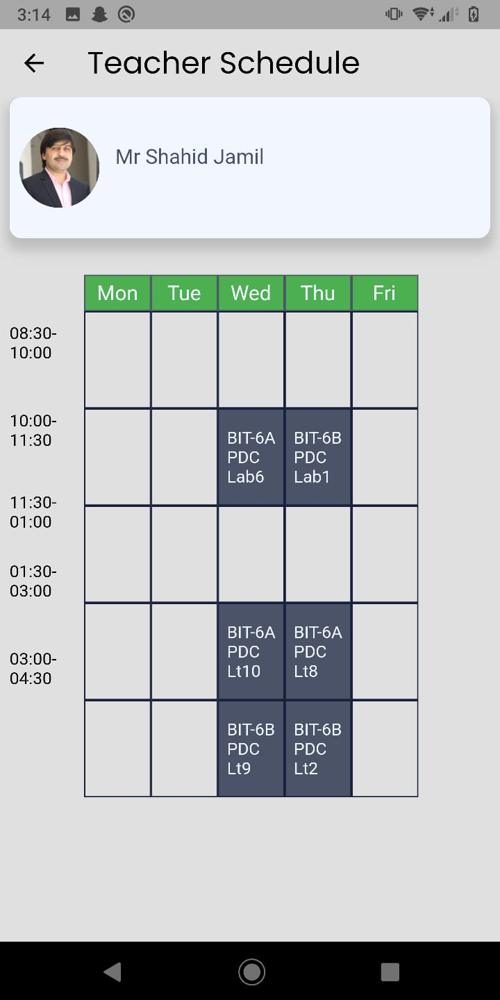 3:14
Teacher Schedule
Mr Shahid Jamil
Mon Tue Wed Thu Fri
08:30-
10:00
10:00-
11:30
BIT-6A BIT-6B
PDC PDC
Lab6 Lab1
11:30-
01:00
01:30-
03:00
BIT-6A BIT-6A
PDC PDC
Lt10 Lt8
03:00-
04:30
BIT-6B BIT-6B
PDC PDC
Lt9 Lt2